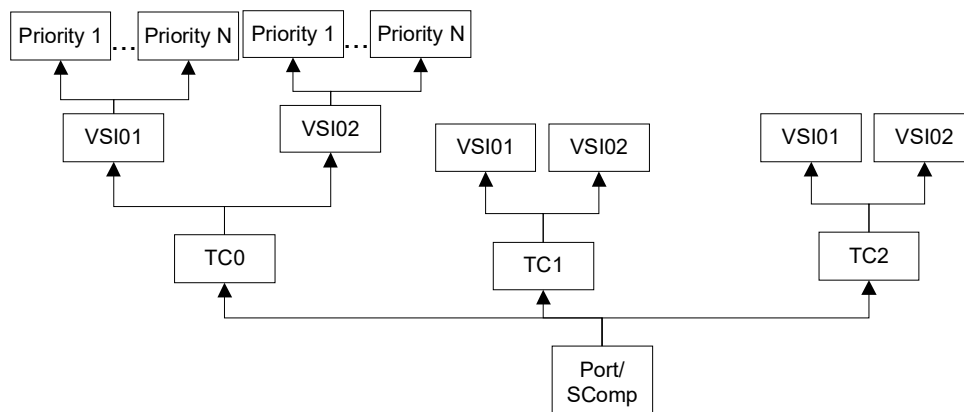 Priority 1 ... Priority N Priority 1 ... Priority N
VSI01 VSI02
VSI01 VSI02 VSI01 VSI02
TC0 TC1 TC2
Port/
SComp